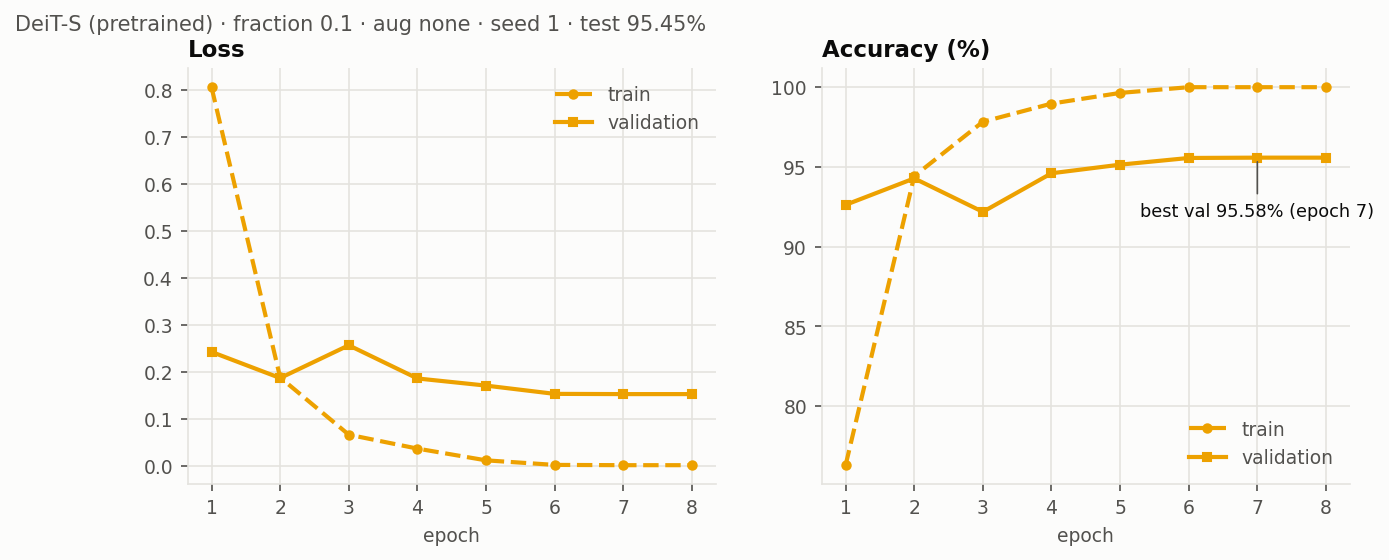 DeiT-S (pretrained) · fraction 0.1 · aug none · seed 1 · test 95.45%
Loss
0.8
0.7
0.6
0.5
0.4
0.3
0.2
0.1
0.0
train
validation
1 2 3 4 5 6 7 8
epoch
Accuracy (%)
100
95
90
85
80
best val 95.58% (epoch 7)
train
validation
1 2 3 4 5 6 7 8
epoch